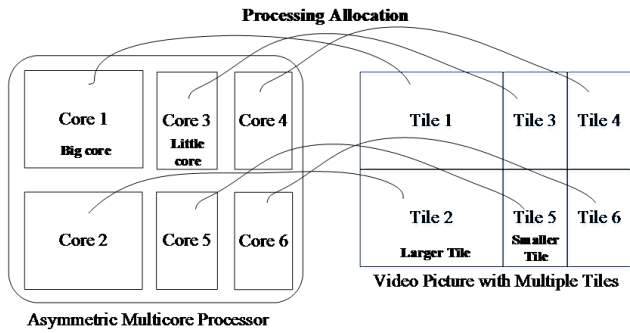 Processing Allocation
Core 1
Big core
Core 3
Little
core
Core 4
Tile 1
Tile 3
Tile 4
Core 2
Core 5
Core 6
Tile 2
Larger Tile
Tile 5
Smaller
Tile
Tile 6
Video Picture with Multiple Tiles
Asymmetric Multicore Processor